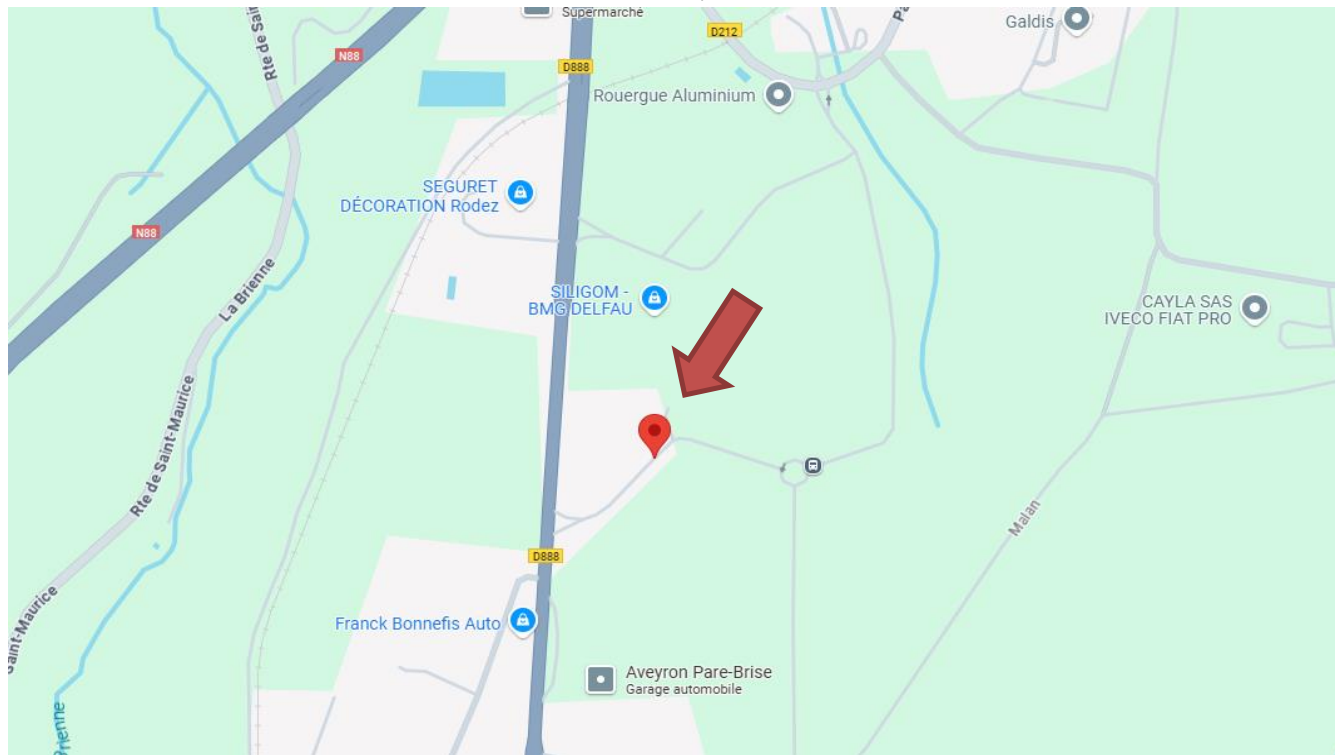 Supermarché
D212
Galdis
N88
Rte de Sain
D888
Rouergue Aluminium
SEGURET
DÉCORATION Rodez
N88
La Brienne
SILIGOM -
BMG DELFAU
CAYLA SAS
IVECO FIAT PRO
Rte de Saint-Maurice
Malan
D888
Saint-Maurice
Franck Bonnefis Auto
Aveyron Pare-Brise
Garage automobile